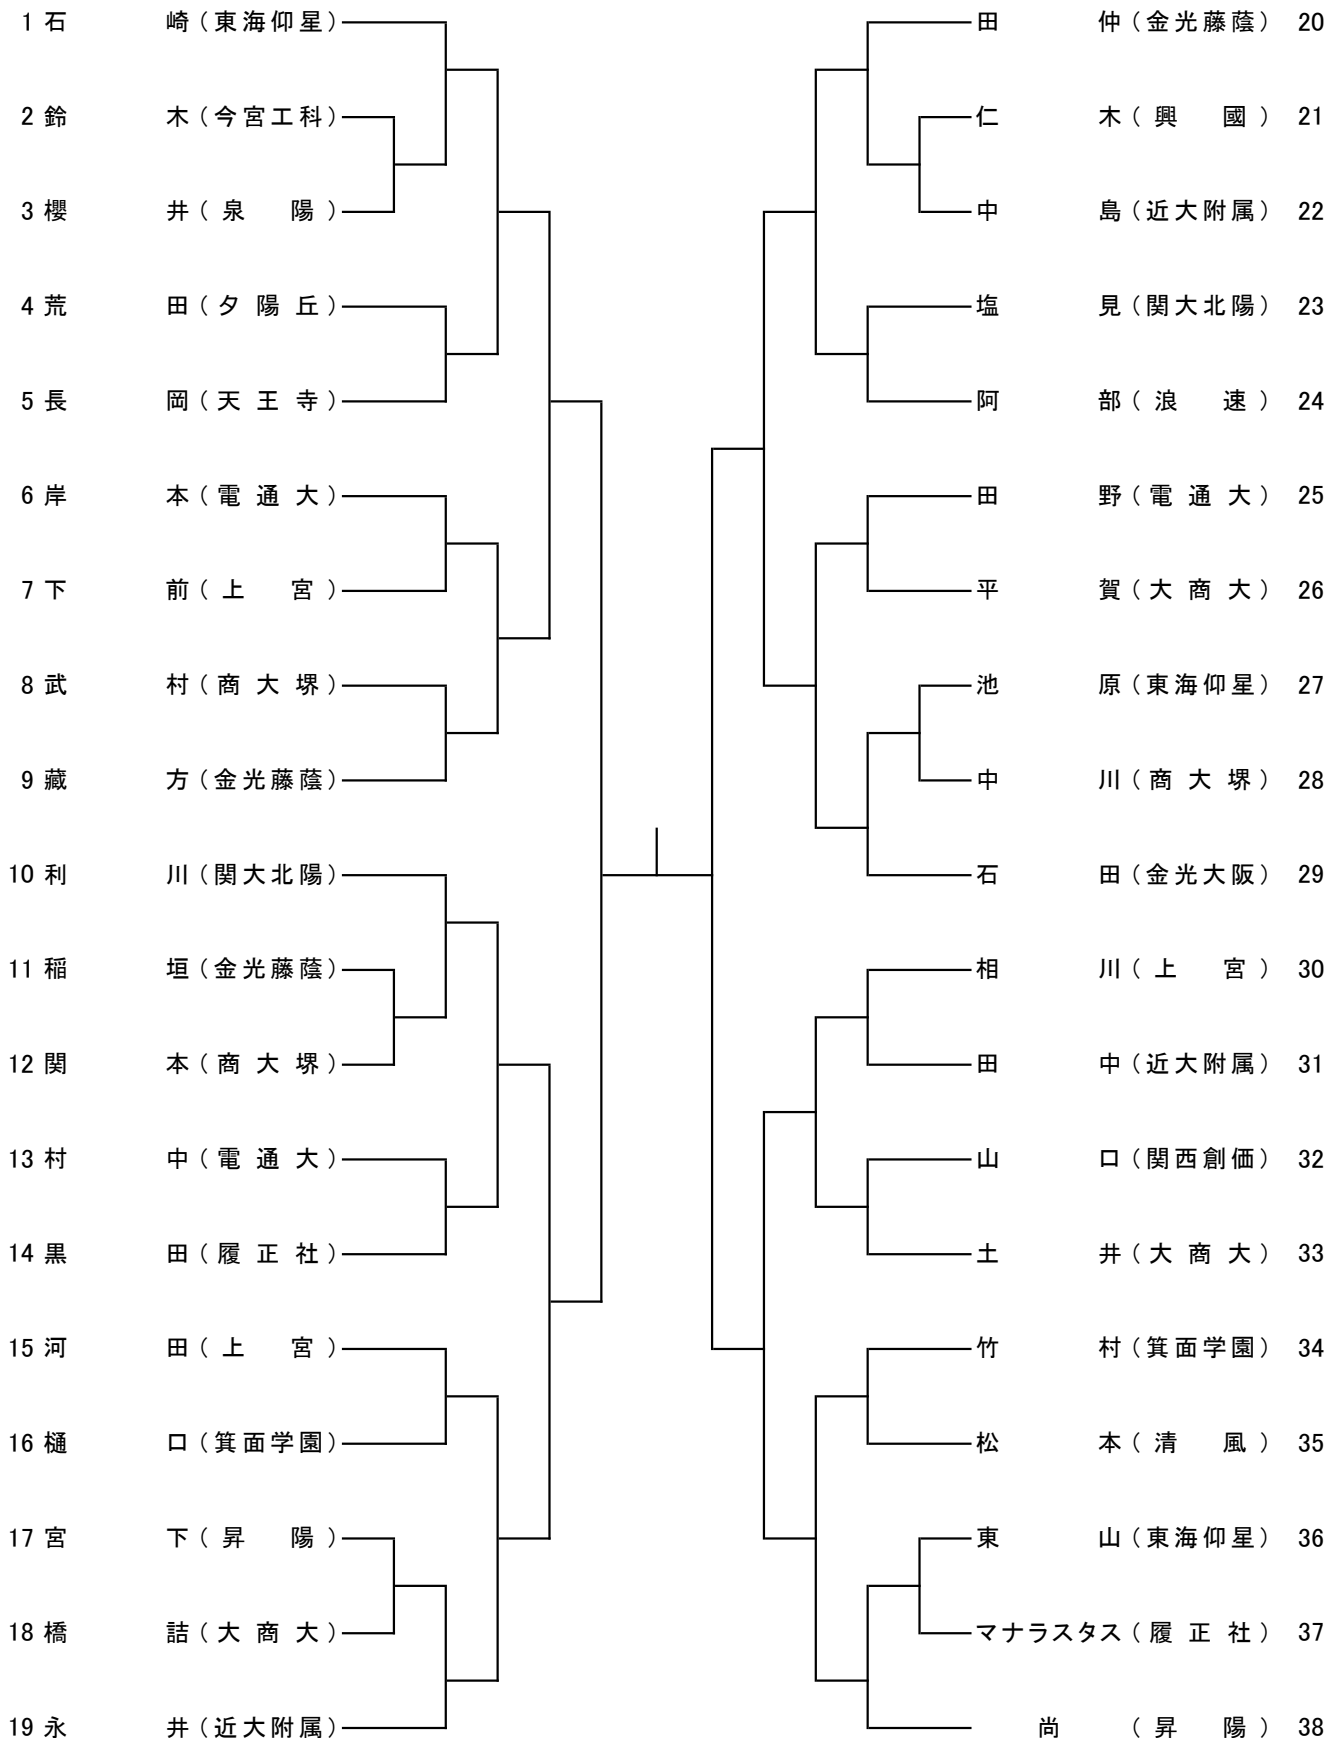 1 石 崎（東海仰星）
2 鈴 木（今宮工科）
3 櫻 井（泉 陽）
4 荒 田（夕陽丘）
5 長 岡（天王寺）
6 岸 本（電通大）
7 下 前（上 宮）
8 武 村（商大堺）
9 藏 方（金光藤蔭）
10 利 川（関大北陽）
11 稲 垣（金光藤蔭）
12 関 本（商大堺）
13 村 中（電通大）
14 黒 田（履正社）
15 河 田（上 宮）
16 樋 口（箕面学園）
17 宮 下（昇 陽）
18 橋 詰（大商大）
19 永 井（近大附属）
田 仲（金光藤蔭） 20
仁 木（興 國） 21
中 島（近大附属） 22
塩 見（関大北陽） 23
阿 部（浪 速） 24
田 野（電通大） 25
平 賀（大商大） 26
池 原（東海仰星） 27
中 川（商大堺） 28
石 田（金光大阪） 29
相 川（上 宮） 30
田 中（近大附属） 31
山 口（関西創価） 32
土 井（大商大） 33
竹 村（箕面学園） 34
松 本（清 風） 35
東 山（東海仰星） 36
マナラスタス（履正社） 37
尚 （昇 陽） 38